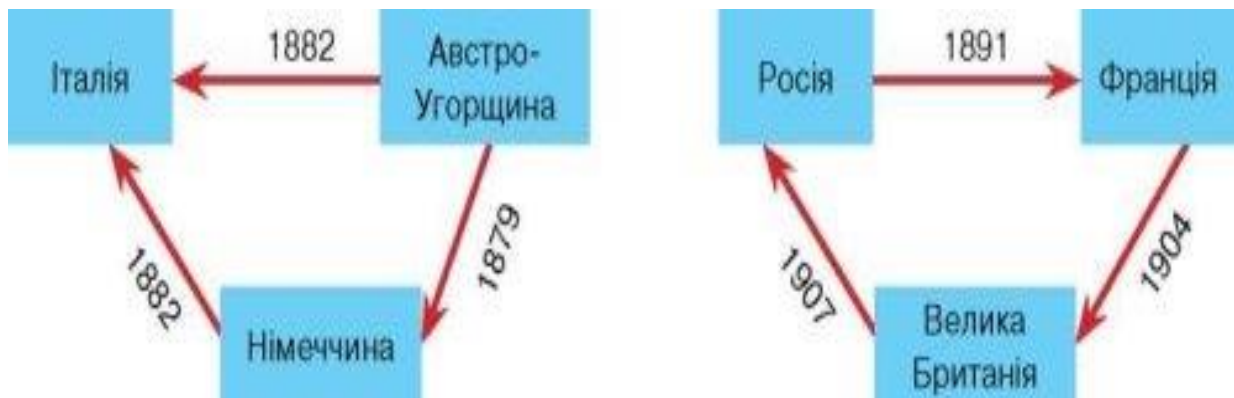 Італія
1882
Австро-
Угорщина
1882
1879
Німеччина
Росія
1891
Франція
1907
1904
Велика
Британія